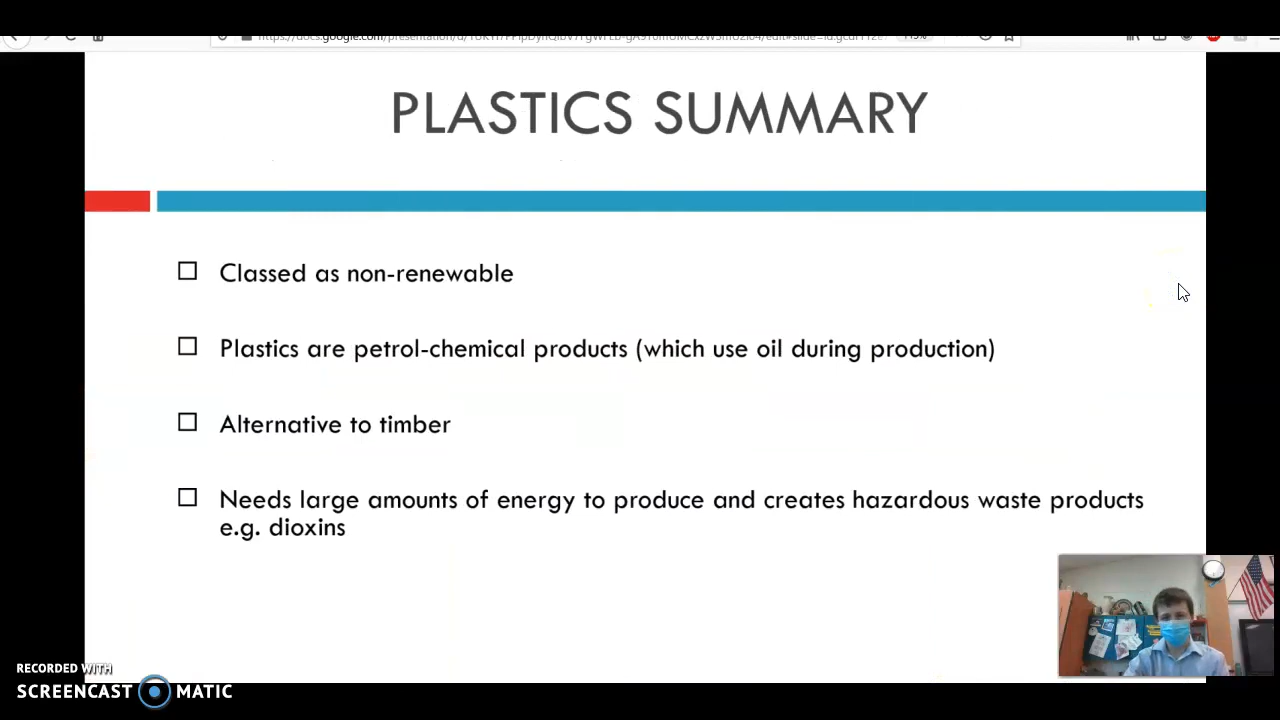 PLASTICS SUMMARY
Classed as non-renewable
Plastics are petrol-chemical products (which use oil during production)
Alternative to timber
Needs large amounts of energy to produce and creates hazardous waste products
e.g. dioxins
RECORDED WITH
SCREENCAST MATIC